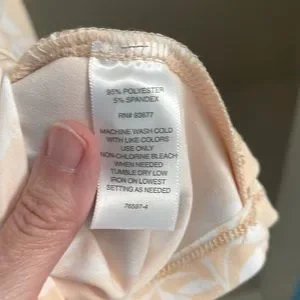 95% POLYESTER
5% SPANDEX
RN# 93677
MACHINE WASH COLD
WITH LIKE COLORS
USE ONLY
NON-CHLORINE BLEACH
WHEN NEEDED
TUMBLE DRY LOW
IRON ON LOWEST
SETTING AS NEEDED
76597-4